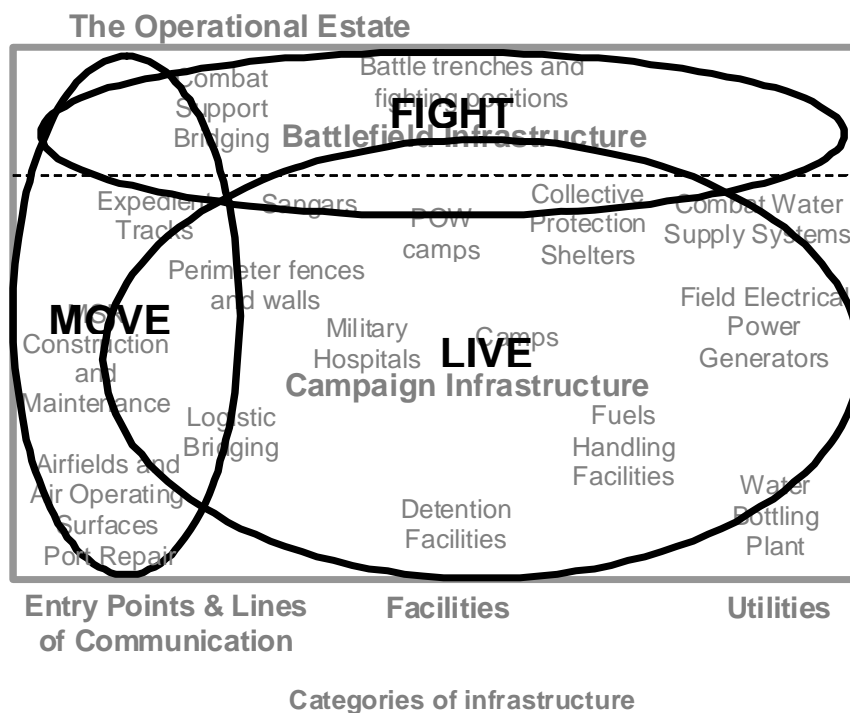 The Operational Estate
Combat
Support
Bridging
Battle trenches and
fighting positions
FIGHT
Battlefield Infrastructure
Expedient
Tracks
Sangars
POW
camps
Collective
Protection
Shelters
Combat Water
Supply Systems
Perimeter fences
and walls
MOVE
MSR
Construction
and
Maintenance
Military
Hospitals
Camps
LIVE
Campaign Infrastructure
Field Electrical
Power
Generators
Logistic
Bridging
Fuels
Handling
Facilities
Airfields and
Air Operating
Surfaces
Port Repair
Detention
Facilities
Water
Bottling
Plant
Entry Points & Lines
of Communication
Facilities
Utilities
Categories of infrastructure